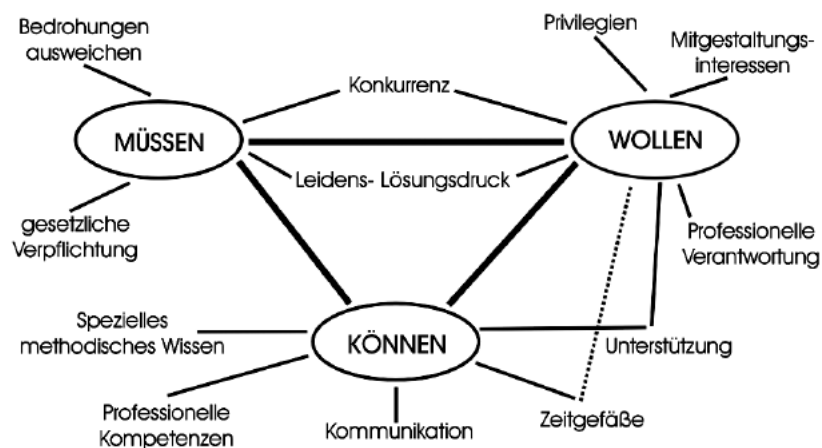 Bedrohungen
ausweichen
Privilegien
Mitgestaltungs-
interessen
Konkurrenz
MÜSSEN
WOLLEN
Leidens- Lösungsdruck
gesetzliche
Verpflichtung
Professionelle
Verantwortung
Spezielles
methodisches Wissen
KÖNNEN
Unterstützung
Professionelle
Kompetenzen
Kommunikation
Zeitgefäße